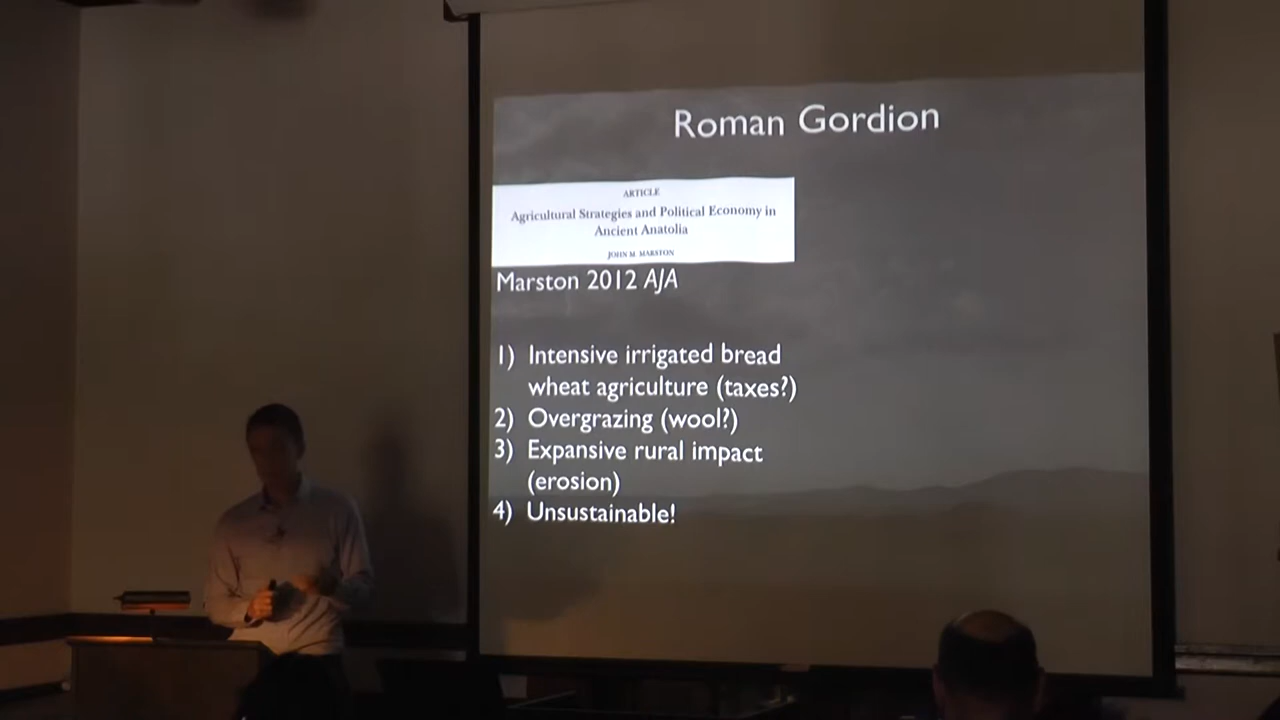 Roman Gordion
ARTICLE
Agricultural Strategies and Political Economy in
Ancient Anatolia
JOHN M. MARSTON
Marston 2012 AJA
1) Intensive irrigated bread
wheat agriculture (taxes?)
2) Overgrazing (wool?)
3) Expansive rural impact
(erosion)
4) Unsustainable!